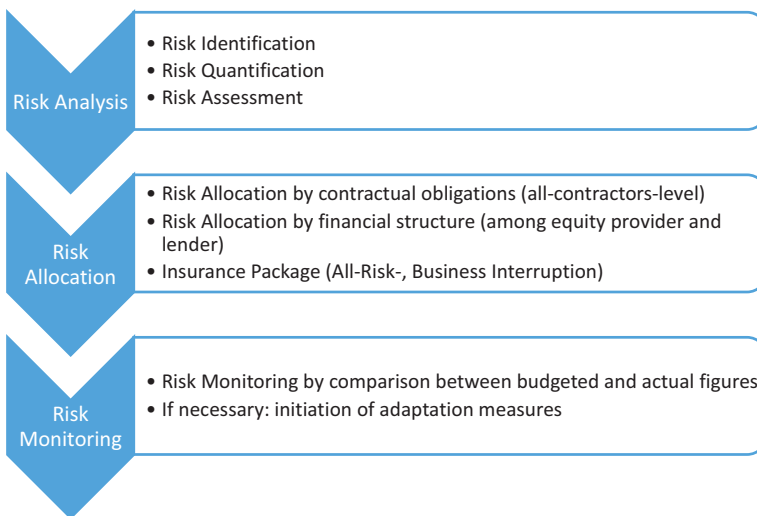 Risk Analysis
• Risk Identification
• Risk Quantification
• Risk Assessment
Risk
Allocation
• Risk Allocation by contractual obligations (all-contractors-level)
• Risk Allocation by financial structure (among equity provider and
lender)
• Insurance Package (All-Risk-, Business Interruption)
Risk
Monitoring
• Risk Monitoring by comparison between budgeted and actual figures
• If necessary: initiation of adaptation measures